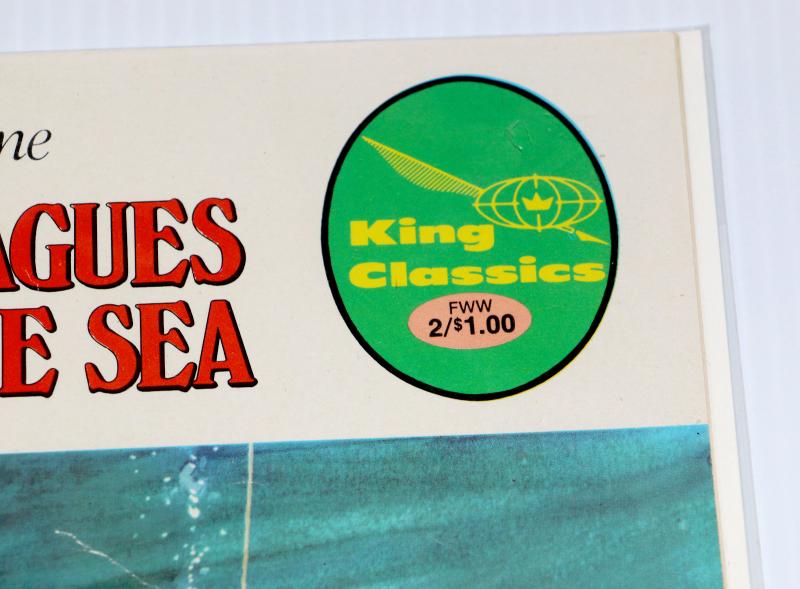 ne
AGUES
E SEA
King
Classics
FWW
2/$1.00